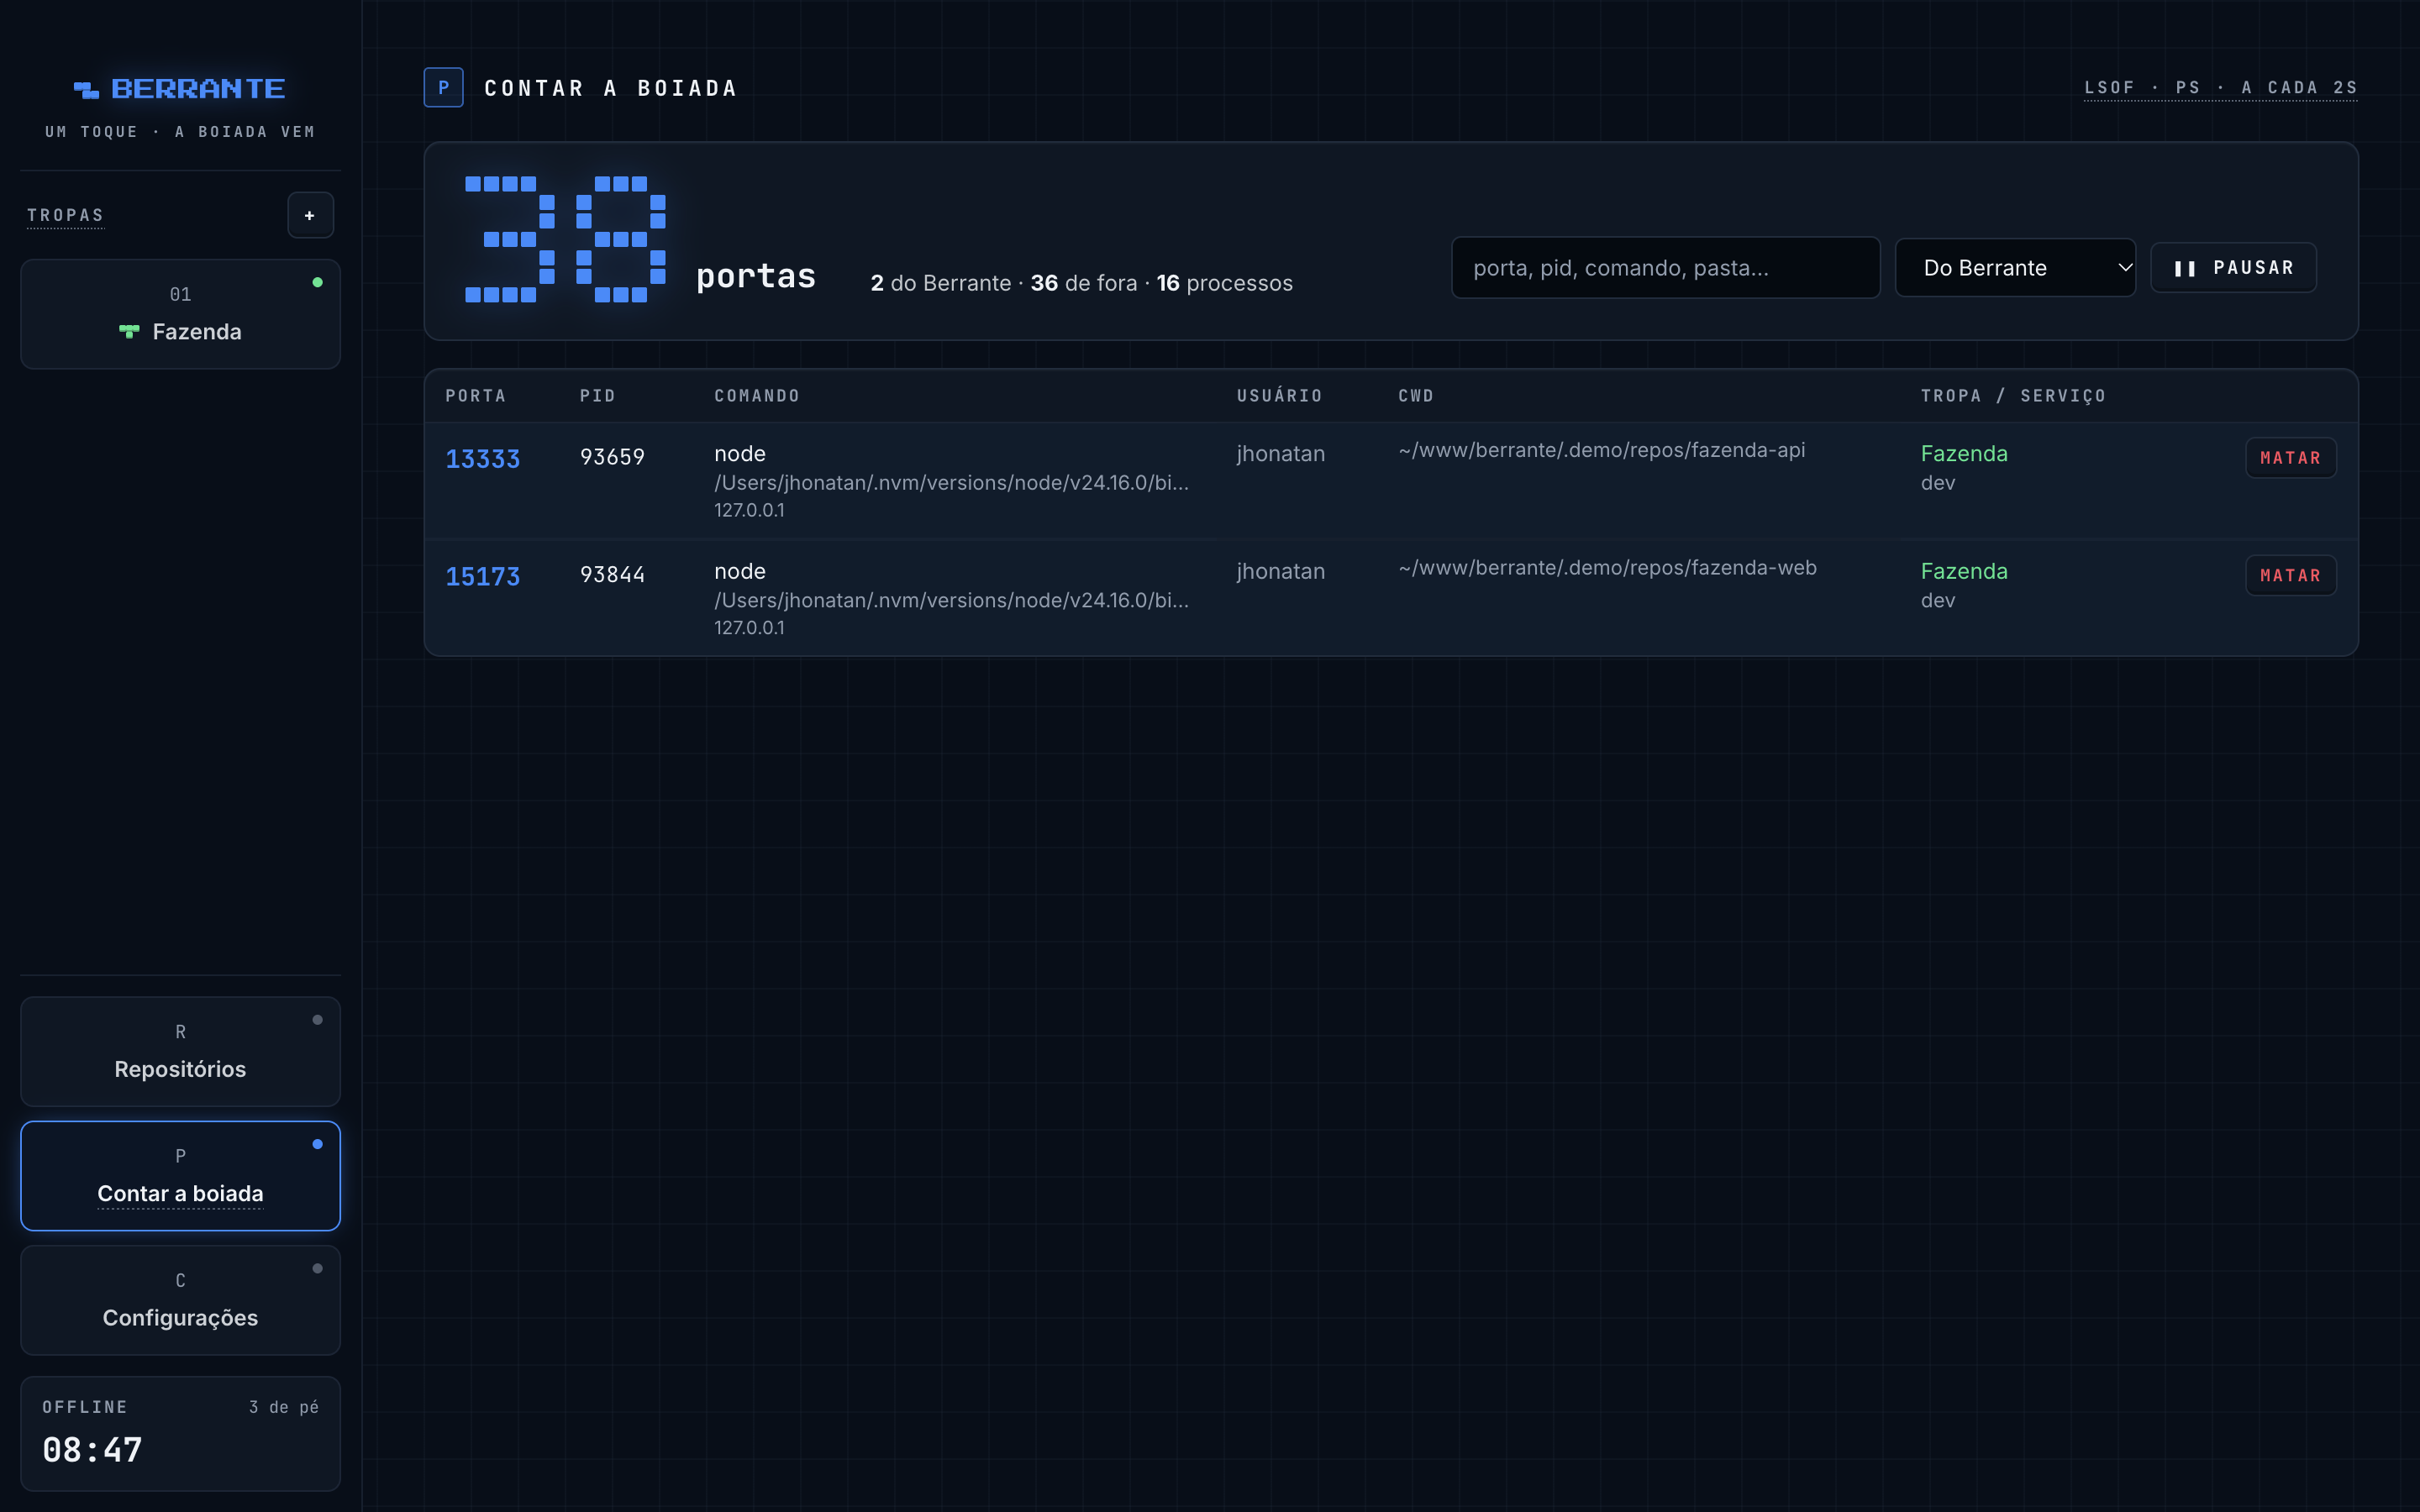 BERRANTE
UM TOQUE · A BOIADA VEM
TROPAS
+
01
Fazenda
R
Repositórios
P
Contar a boiada
C
Configurações
OFFLINE 3 de pé
08:47
P CONTAR A BOIADA
LSOF · PS · A CADA 2S
38 portas
2 do Berrante · 36 de fora · 16 processos
porta, pid, comando, pasta...
Do Berrante
PAUSAR
PORTA PID COMANDO USUÁRIO CWD TROPA / SERVIÇO
13333 93659 node jhonatan ~/www/berrante/.demo/repos/fazenda-api Fazenda MATAR
/Users/jhonatan/.nvm/versions/node/v24.16.0/bi... dev
127.0.0.1
15173 93844 node jhonatan ~/www/berrante/.demo/repos/fazenda-web Fazenda MATAR
/Users/jhonatan/.nvm/versions/node/v24.16.0/bi... dev
127.0.0.1